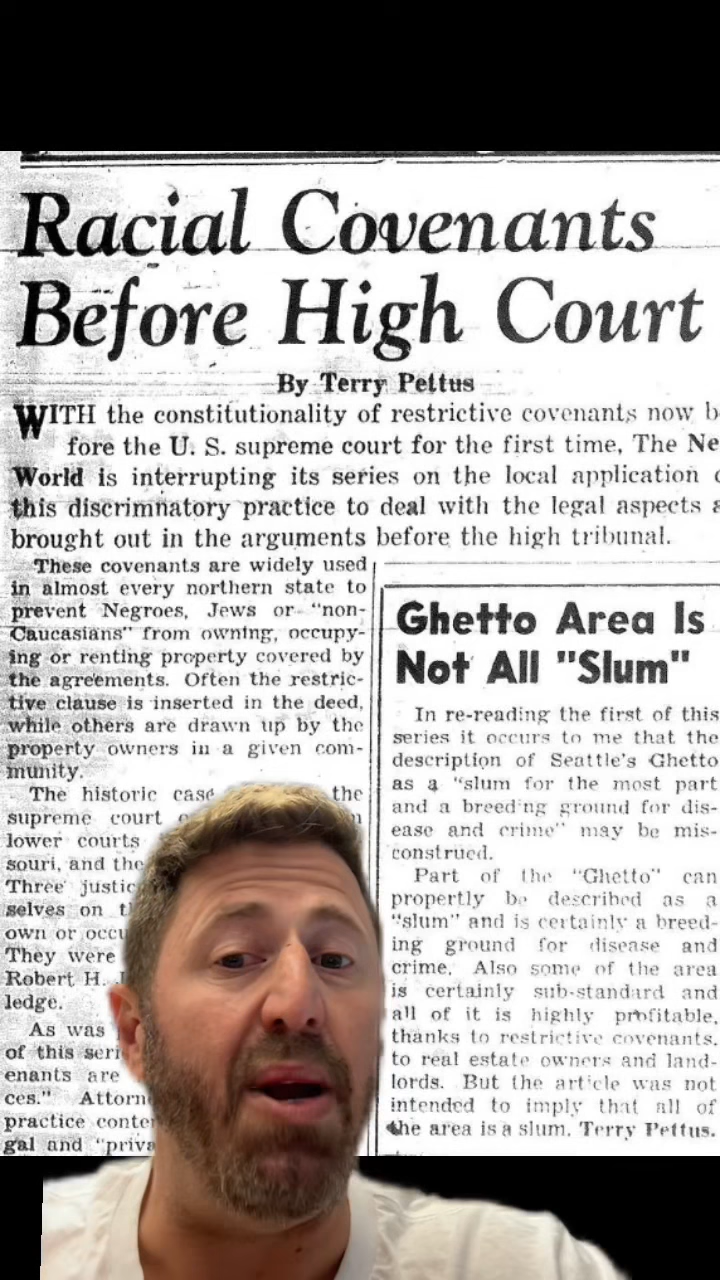 Racial Covenants
Before High Court
By Terry Pettus
WITH the constitutionality of restrictive covenants now b
fore the U. S. supreme court for the first time, The Ne
World is interrupting its series on the local application
this discriminatory practice to deal with the legal aspects a
brought out in the arguments before the high tribunal.
These covenants are widely used
in almost every northern state to
prevent Negroes, Jews or "non-
Caucasians" from owning, occupy-
ing or renting property covered by
the agreements. Often the restric-
tive clause is inserted in the deed,
while others are drawn up by the
property owners in a given com-
munity.
The historic case the
supreme court
lower courts
souri, and the
Three justic
selves on t
own or occu
They were
Robert H.
ledge.
As was
of this seri
enants are
ces." Attorn
practice conten
gal and "priva
Ghetto Area Is
Not All "Slum"
In re-reading the first of this
series it occurs to me that the
description of Seattle's Ghetto
as a "slum for the most part
and a breeding ground for dis-
ease and crime" may be mis-
construed.
Part of the "Ghetto" can
propertly be described as a
"slum" and is certainly a breed-
ing ground for disease and
crime. Also some of the area
is certainly sub-standard and
all of it is highly profitable,
thanks to restrictive covenants.
to real estate owners and land-
lords. But the article was not
intended to imply that all of
the area is a slum. Terry Pettus.